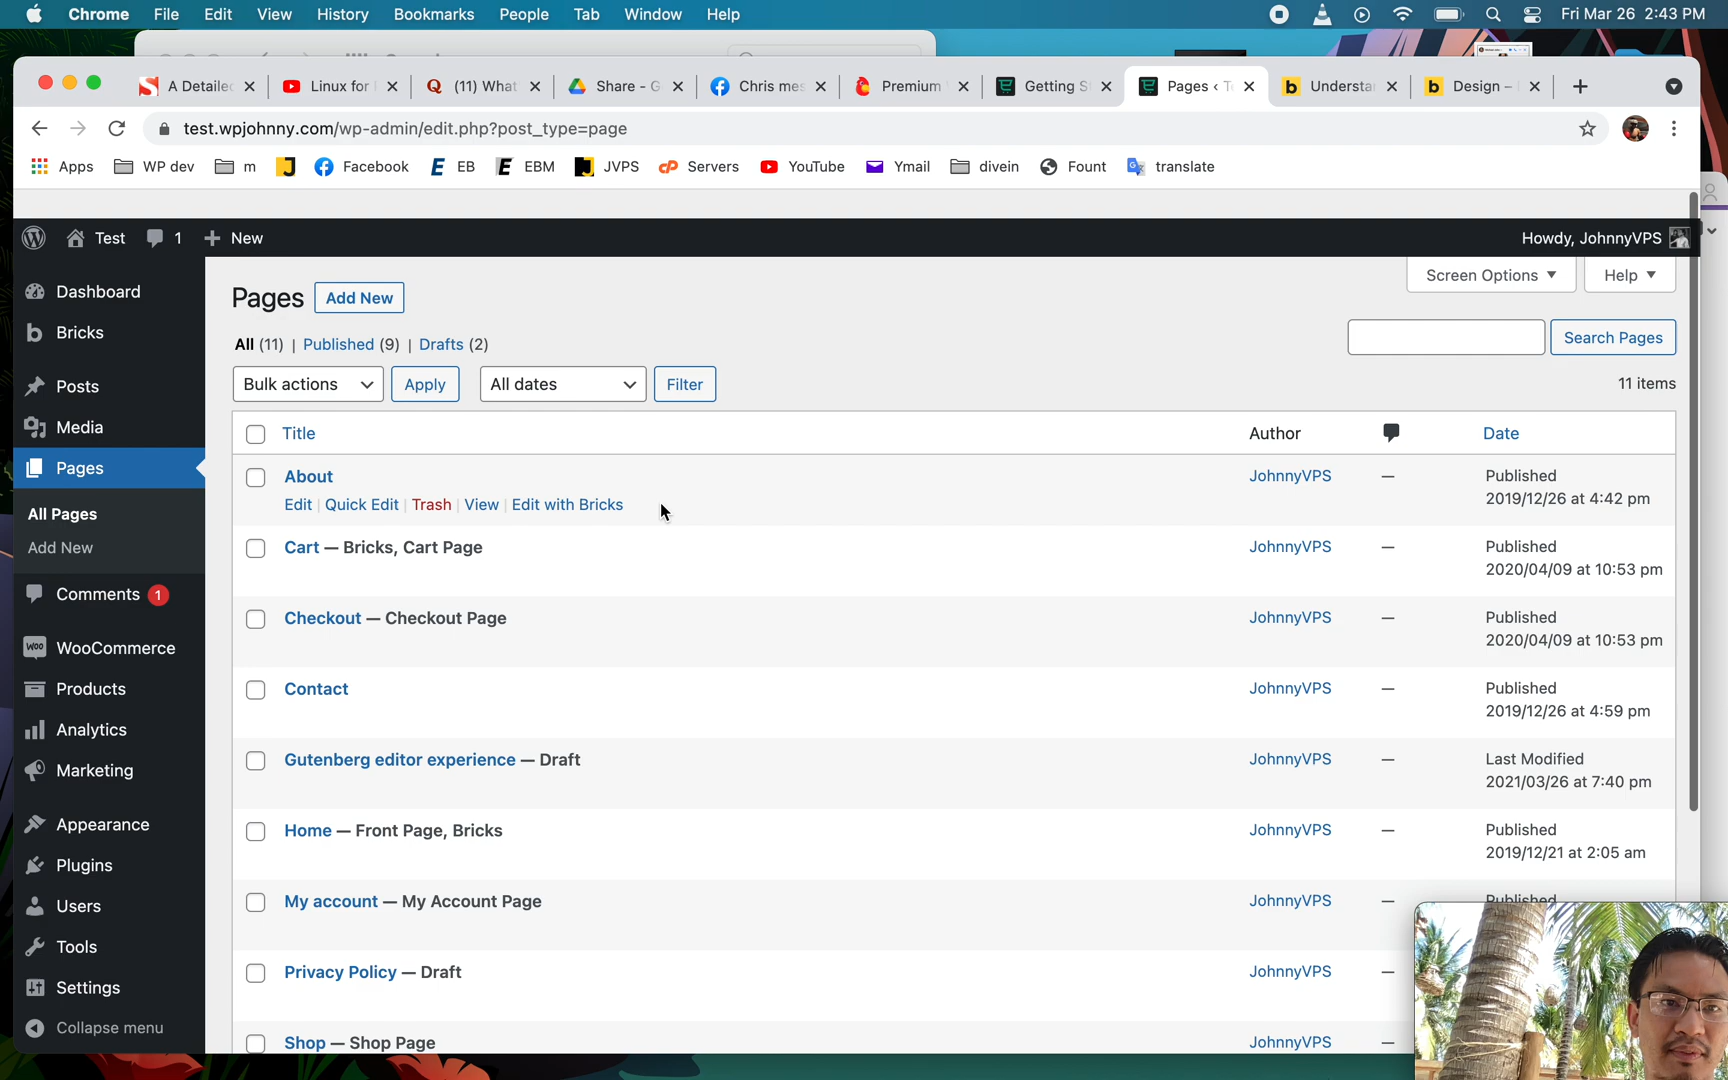 Chrome File Edit View History Bookmarks People Tab Window Help Fri Mar 26 2:43 PM
A Detailed Linux for (11) What Share - G Chris mes Premium Getting S Pages ‹ T Understa Design –
test.wpjohnny.com/wp-admin/edit.php?post_type=page
Apps WP dev m Facebook EB EBM JVPS Servers YouTube Ymail divein Fount translate
Test 1 New Howdy, JohnnyVPS
Screen Options Help
Dashboard
Bricks
Posts
Media
Pages
All Pages
Add New
Comments 1
WooCommerce
Products
Analytics
Marketing
Appearance
Plugins
Users
Tools
Settings
Collapse menu
Pages Add New
All (11) | Published (9) | Drafts (2)
Search Pages
Bulk actions Apply All dates Filter 11 items
Title Author Date
About JohnnyVPS — Published
Edit | Quick Edit | Trash | View | Edit with Bricks 2019/12/26 at 4:42 pm
Cart — Bricks, Cart Page JohnnyVPS — Published
2020/04/09 at 10:53 pm
Checkout — Checkout Page JohnnyVPS — Published
2020/04/09 at 10:53 pm
Contact JohnnyVPS — Published
2019/12/26 at 4:59 pm
Gutenberg editor experience — Draft JohnnyVPS — Last Modified
2021/03/26 at 7:40 pm
Home — Front Page, Bricks JohnnyVPS — Published
2019/12/21 at 2:05 am
My account — My Account Page JohnnyVPS — Published
Privacy Policy — Draft JohnnyVPS —
Shop — Shop Page JohnnyVPS —